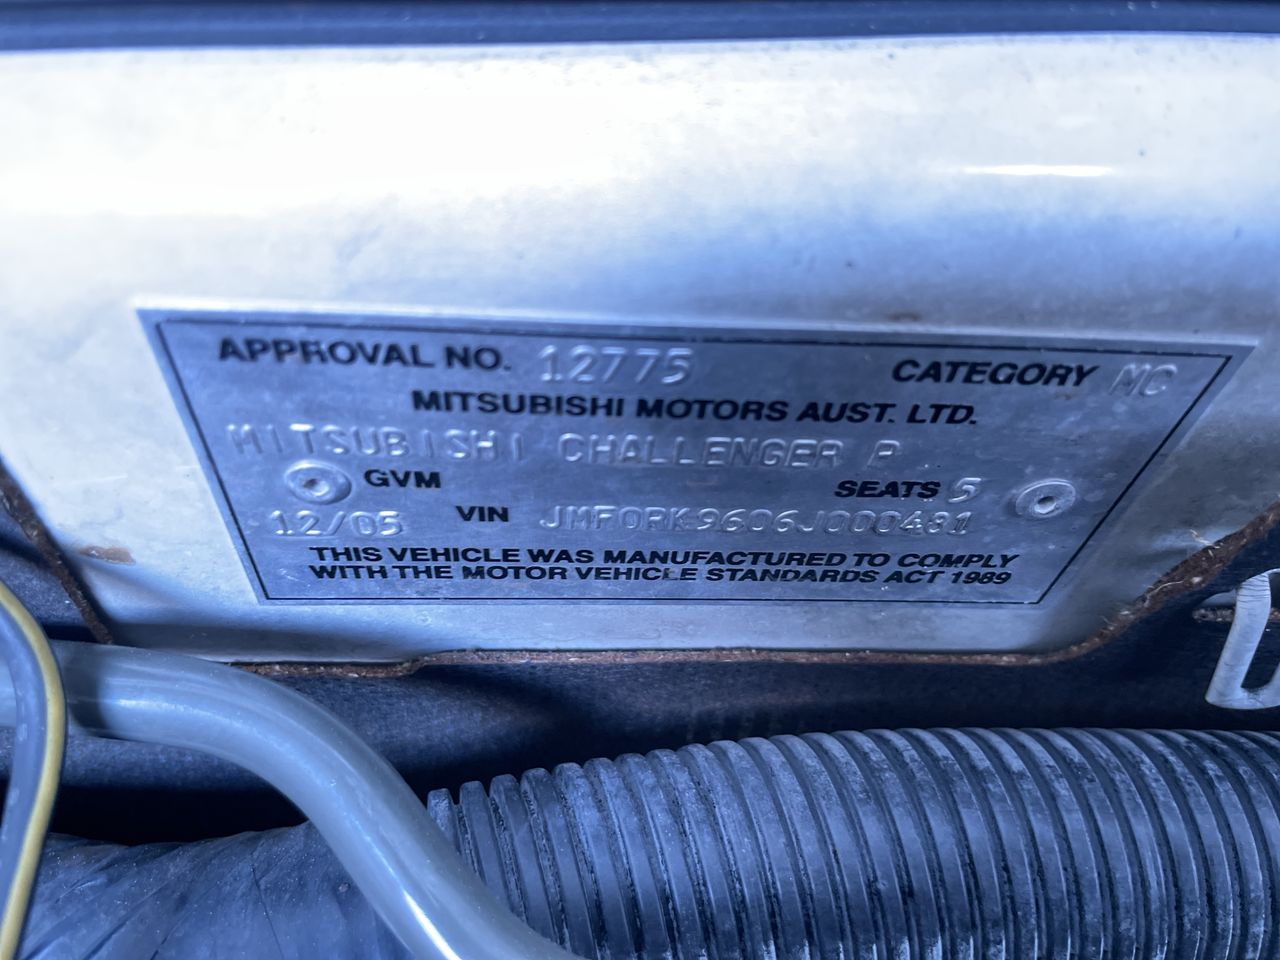 APPROVAL NO. 12775 CATEGORY MC
MITSUBISHI MOTORS AUST. LTD.
MITSUBISHI CHALLENGER P
GVM SEATS 5
12/05 VIN JMF0RK9606J000481
THIS VEHICLE WAS MANUFACTURED TO COMPLY
WITH THE MOTOR VEHICLE STANDARDS ACT 1989